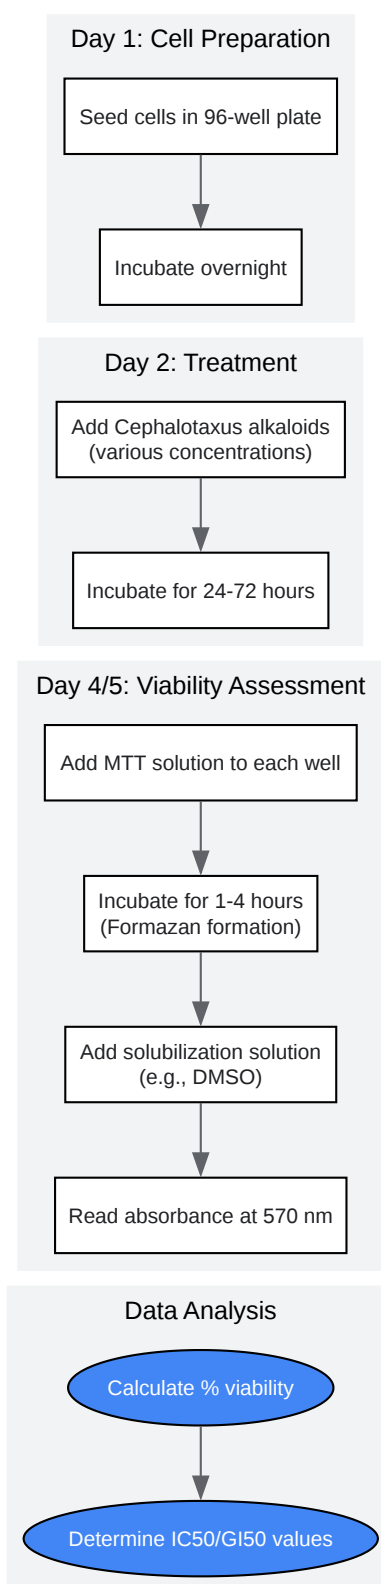 Day 1: Cell Preparation
Seed cells in 96-well plate
Incubate overnight
Day 2: Treatment
Add Cephalotaxus alkaloids
(various concentrations)
Incubate for 24-72 hours
Day 4/5: Viability Assessment
Add MTT solution to each well
Incubate for 1-4 hours
(Formazan formation)
Add solubilization solution
(e.g., DMSO)
Read absorbance at 570 nm
Data Analysis
Calculate % viability
Determine IC50/GI50 values